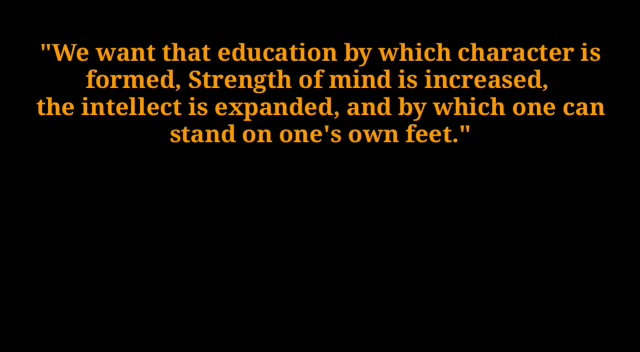 "We want that education by which character is
formed, Strength of mind is increased,
the intellect is expanded, and by which one can
stand on one's own feet."